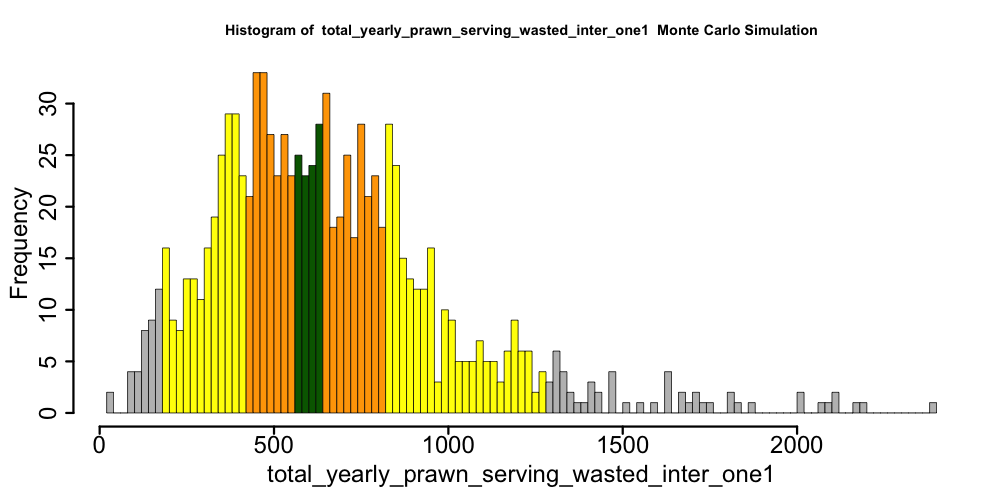 Histogram of  total_yearly_prawn_serving_wasted_inter_one1  Monte Carlo Simulation
30
25
20
15
10
5
0
Frequency
0 500 1000 1500 2000
total_yearly_prawn_serving_wasted_inter_one1